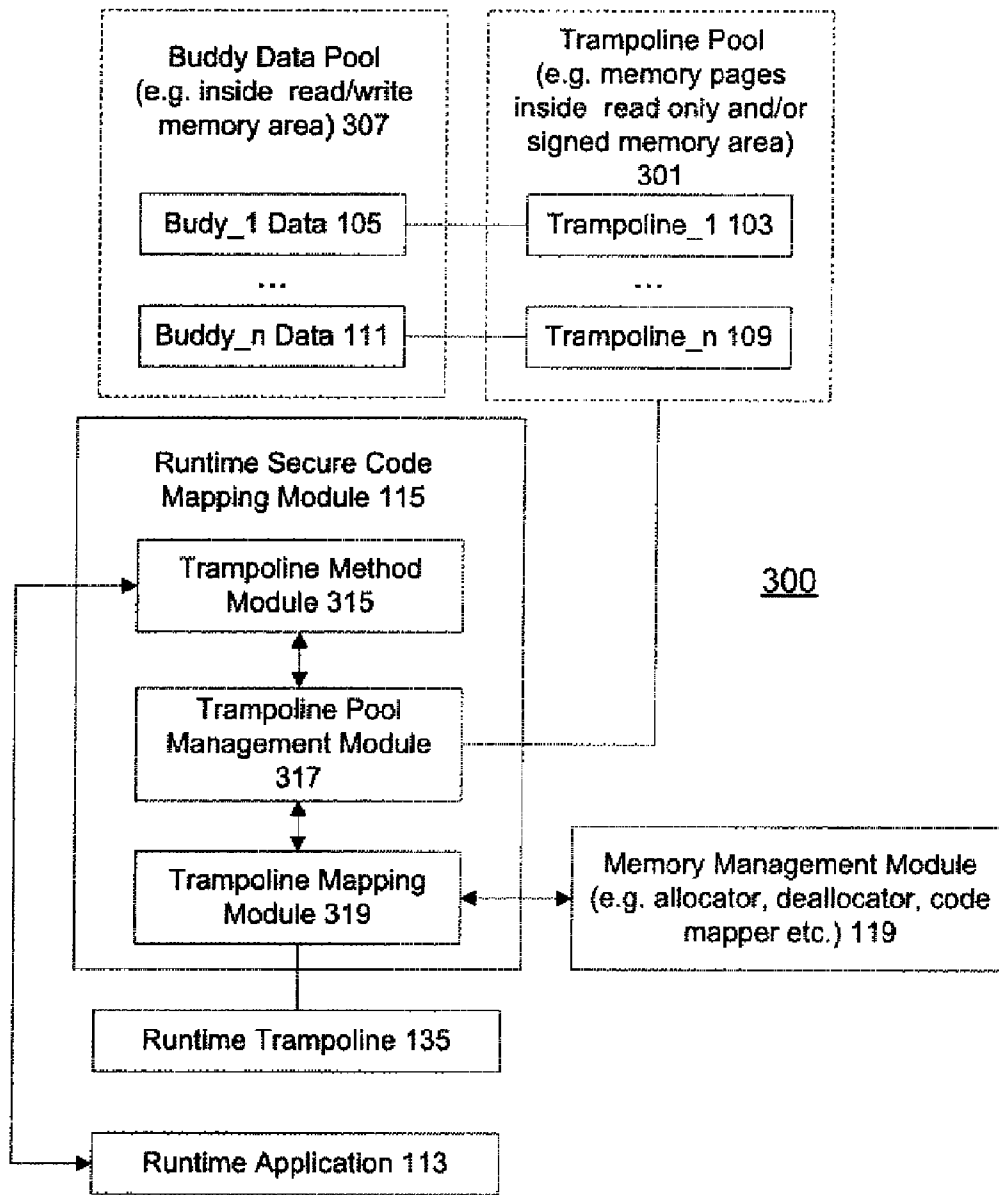 Buddy Data Pool
(e.g. inside read/write
memory area) 307
Budy_1 Data 105
...
Buddy_n Data 111
Trampoline Pool
(e.g. memory pages
inside read only and/or
signed memory area)
301
Trampoline_1 103
...
Trampoline_n 109
Runtime Secure Code
Mapping Module 115
Trampoline Method
Module 315
Trampoline Pool
Management Module
317
Trampoline Mapping
Module 319
300
Memory Management Module
(e.g. allocator, deallocator, code
mapper etc.) 119
Runtime Trampoline 135
Runtime Application 113